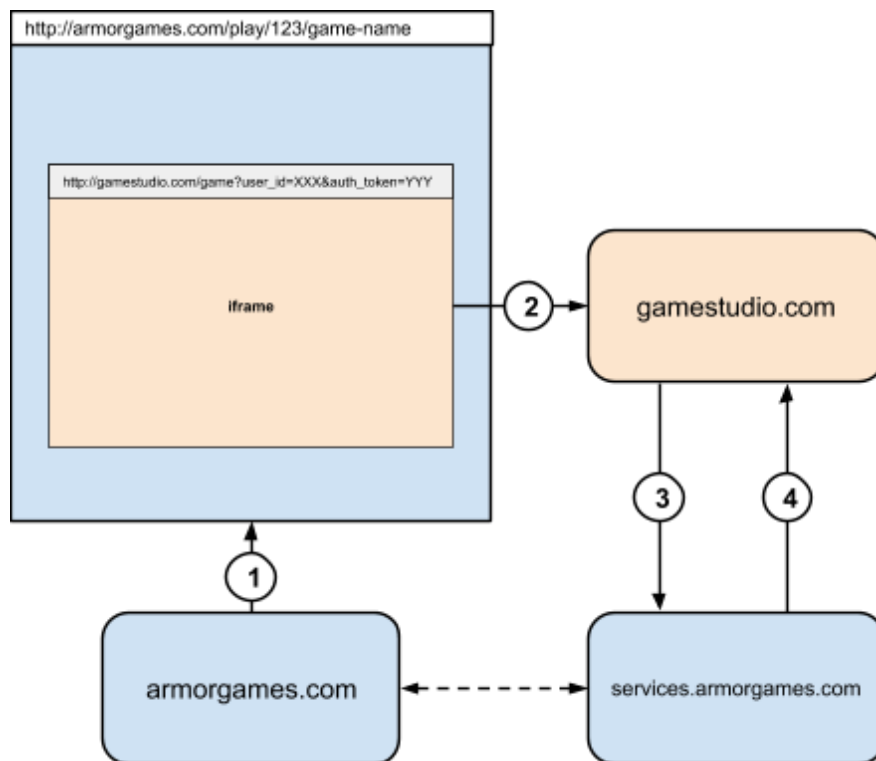 http://armorgames.com/play/123/game-name
http://gamestudio.com/game?user_id=XXX&auth_token=YYY
iframe
2
gamestudio.com
3
4
1
armorgames.com
services.armorgames.com